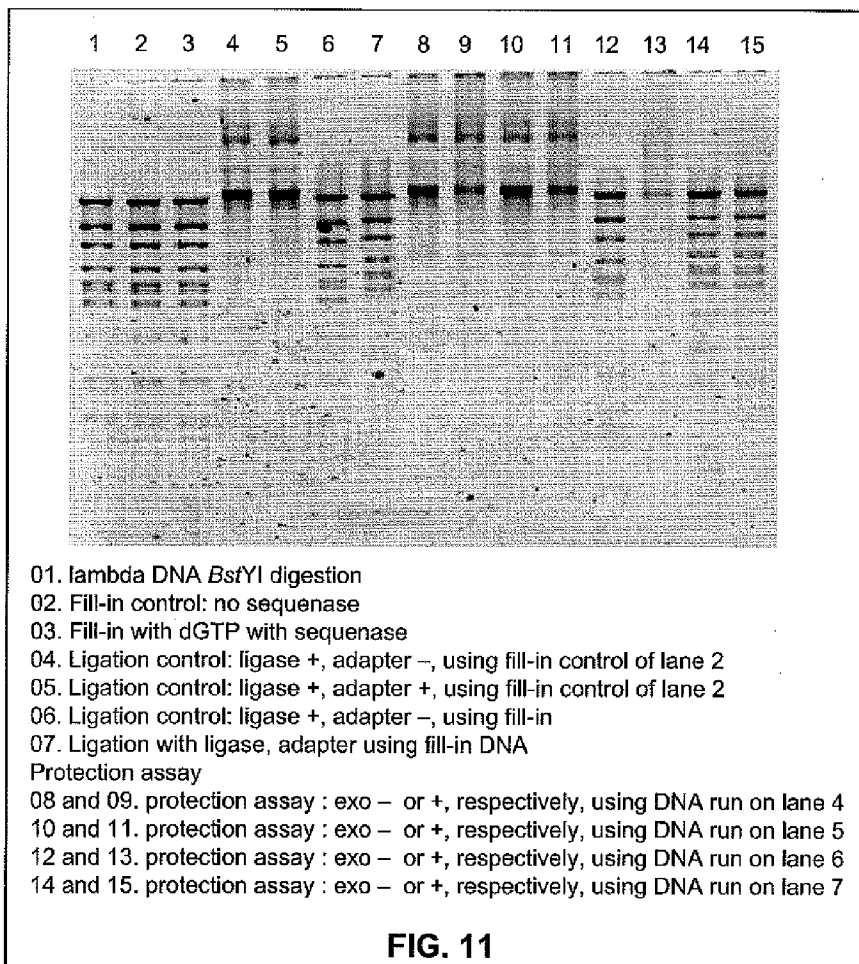 1 2 3 4 5 6 7 8 9 10 11 12 13 14 15
01. lambda DNA BstYI digestion
02. Fill-in control: no sequenase
03. Fill-in with dGTP with sequenase
04. Ligation control: ligase +, adapter –, using fill-in control of lane 2
05. Ligation control: ligase +, adapter +, using fill-in control of lane 2
06. Ligation control: ligase +, adapter –, using fill-in
07. Ligation with ligase, adapter using fill-in DNA
Protection assay
08 and 09. protection assay : exo – or +, respectively, using DNA run on lane 4
10 and 11. protection assay : exo – or +, respectively, using DNA run on lane 5
12 and 13. protection assay : exo – or +, respectively, using DNA run on lane 6
14 and 15. protection assay : exo – or +, respectively, using DNA run on lane 7
FIG. 11